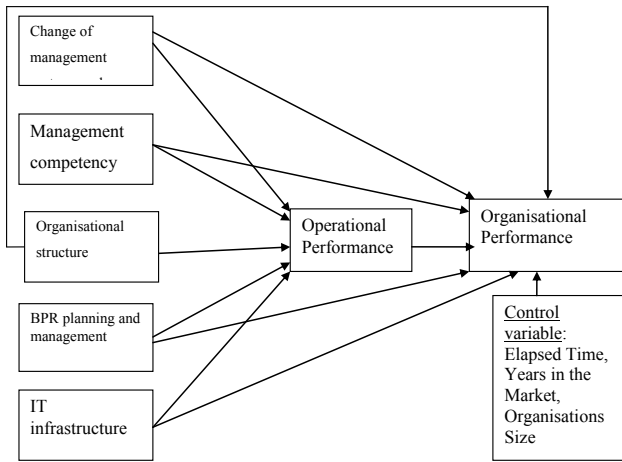 Change of
management
Management
competency
Organisational
structure
BPR planning and
management
IT
infrastructure
Operational
Performance
Organisational
Performance
Control
variable:
Elapsed Time,
Years in the
Market,
Organisations
Size